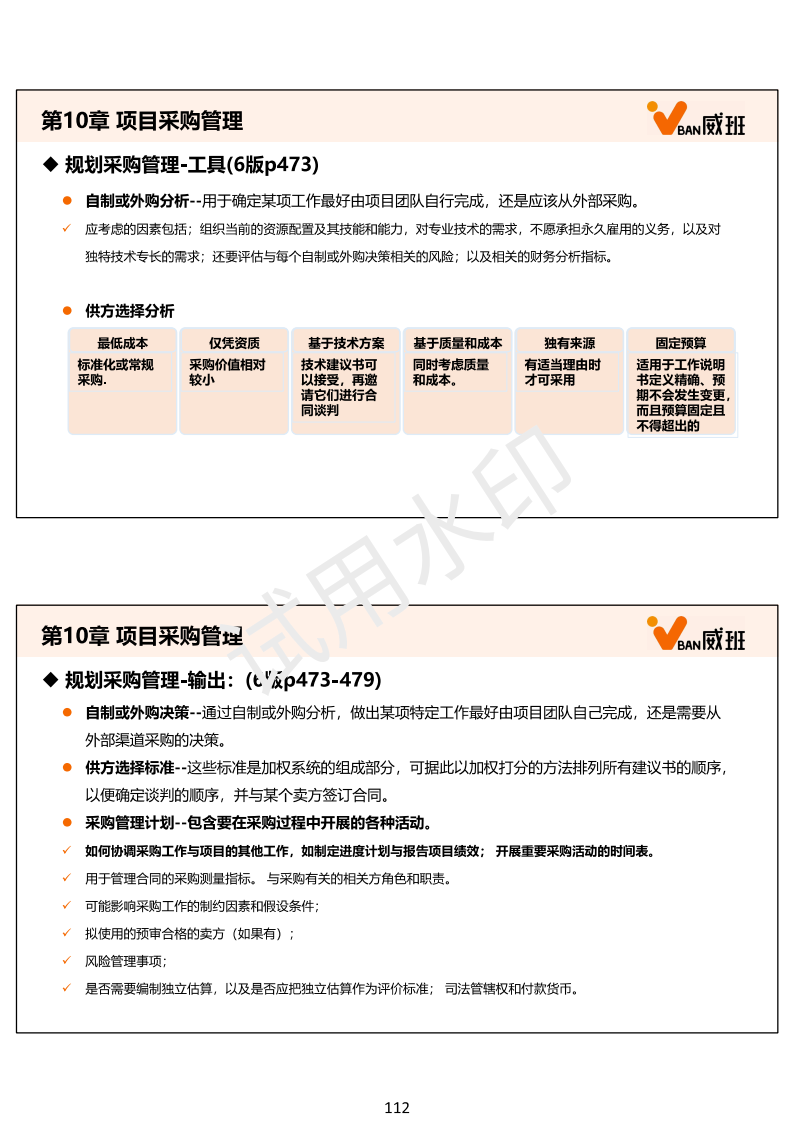 第10章 项目采购管理
VBAN威班
◆ 规划采购管理-工具(6版p473)
● 自制或外购分析--用于确定某项工作最好由项目团队自行完成，还是应该从外部采购。
✓ 应考虑的因素包括；组织当前的资源配置及其技能和能力，对专业技术的需求，不愿承担永久雇用的义务，以及对
独特技术专长的需求；还要评估与每个自制或外购决策相关的风险；以及相关的财务分析指标。
● 供方选择分析
最低成本
标准化或常规
采购.
仅凭资质
采购价值相对
较小
基于技术方案
技术建议书可
以接受，再邀
请它们进行合
同谈判
基于质量和成本
同时考虑质量
和成本。
独有来源
有适当理由时
才可采用
固定预算
适用于工作说明
书定义精确、预
期不会发生变更，
而且预算固定且
不得超出的
试用水印
第10章 项目采购管理
VBAN威班
◆ 规划采购管理-输出：(6版p473-479)
● 自制或外购决策--通过自制或外购分析，做出某项特定工作最好由项目团队自己完成，还是需要从
外部渠道采购的决策。
● 供方选择标准--这些标准是加权系统的组成部分，可据此以加权打分的方法排列所有建议书的顺序，
以便确定谈判的顺序，并与某个卖方签订合同。
● 采购管理计划--包含要在采购过程中开展的各种活动。
✓ 如何协调采购工作与项目的其他工作，如制定进度计划与报告项目绩效； 开展重要采购活动的时间表。
✓ 用于管理合同的采购测量指标。 与采购有关的相关方角色和职责。
✓ 可能影响采购工作的制约因素和假设条件；
✓ 拟使用的预审合格的卖方（如果有）；
✓ 风险管理事项；
✓ 是否需要编制独立估算，以及是否应把独立估算作为评价标准； 司法管辖权和付款货币。
112